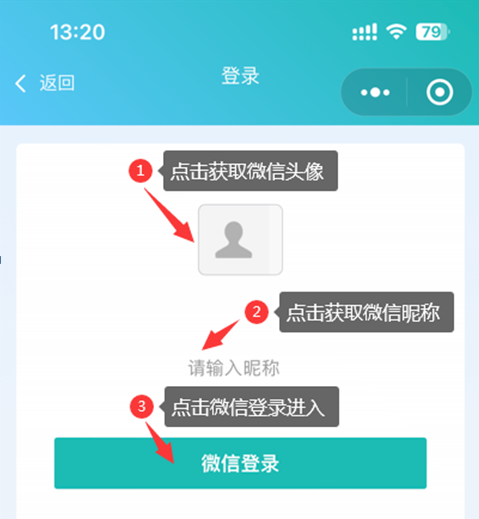 13:20
79
返回
登录
1
点击获取微信头像
2
点击获取微信昵称
请输入昵称
3
点击微信登录进入
微信登录